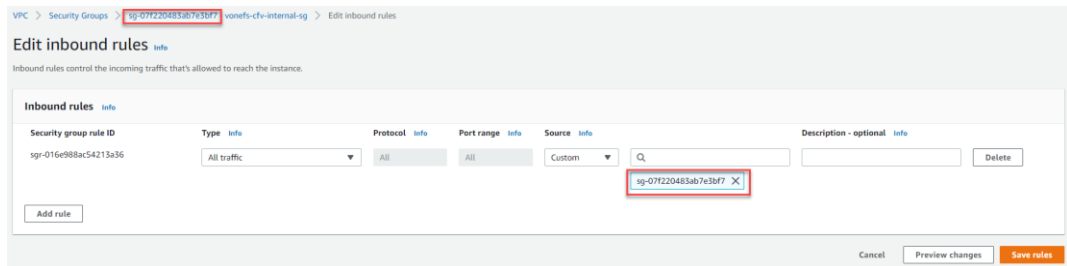 VPC > Security Groups > sg-07f220483ab7e3bf7 vonefs-cfv-internal-sg > Edit inbound rules
Edit inbound rules Info
Inbound rules control the incoming traffic that's allowed to reach the instance.
Inbound rules Info
Security group rule ID Type Info Protocol Info Port range Info Source Info Description - optional Info
sgr-016e988ac54213a36 All traffic All All Custom Delete
sg-07f220483ab7e3bf7 X
Add rule
Cancel Preview changes Save rules